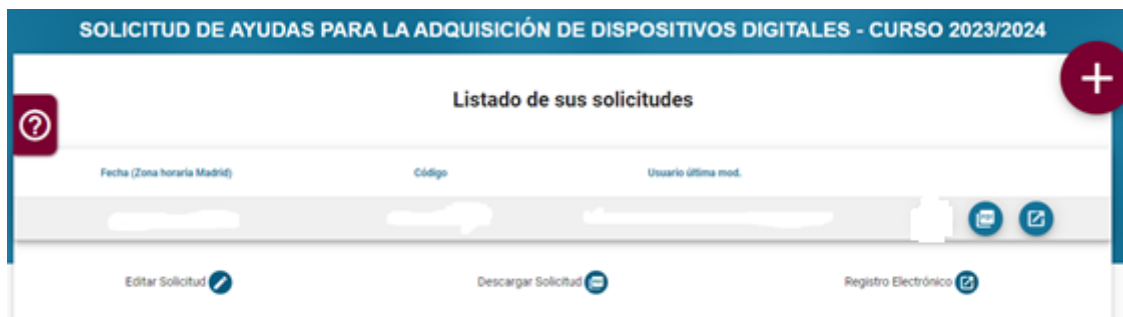 SOLICITUD DE AYUDAS PARA LA ADQUISICIÓN DE DISPOSITIVOS DIGITALES - CURSO 2023/2024
Listado de sus solicitudes
Fecha (Zona horaria Madrid) Código Usuario última mod.
Editar Solicitud Descargar Solicitud Registro Electrónico